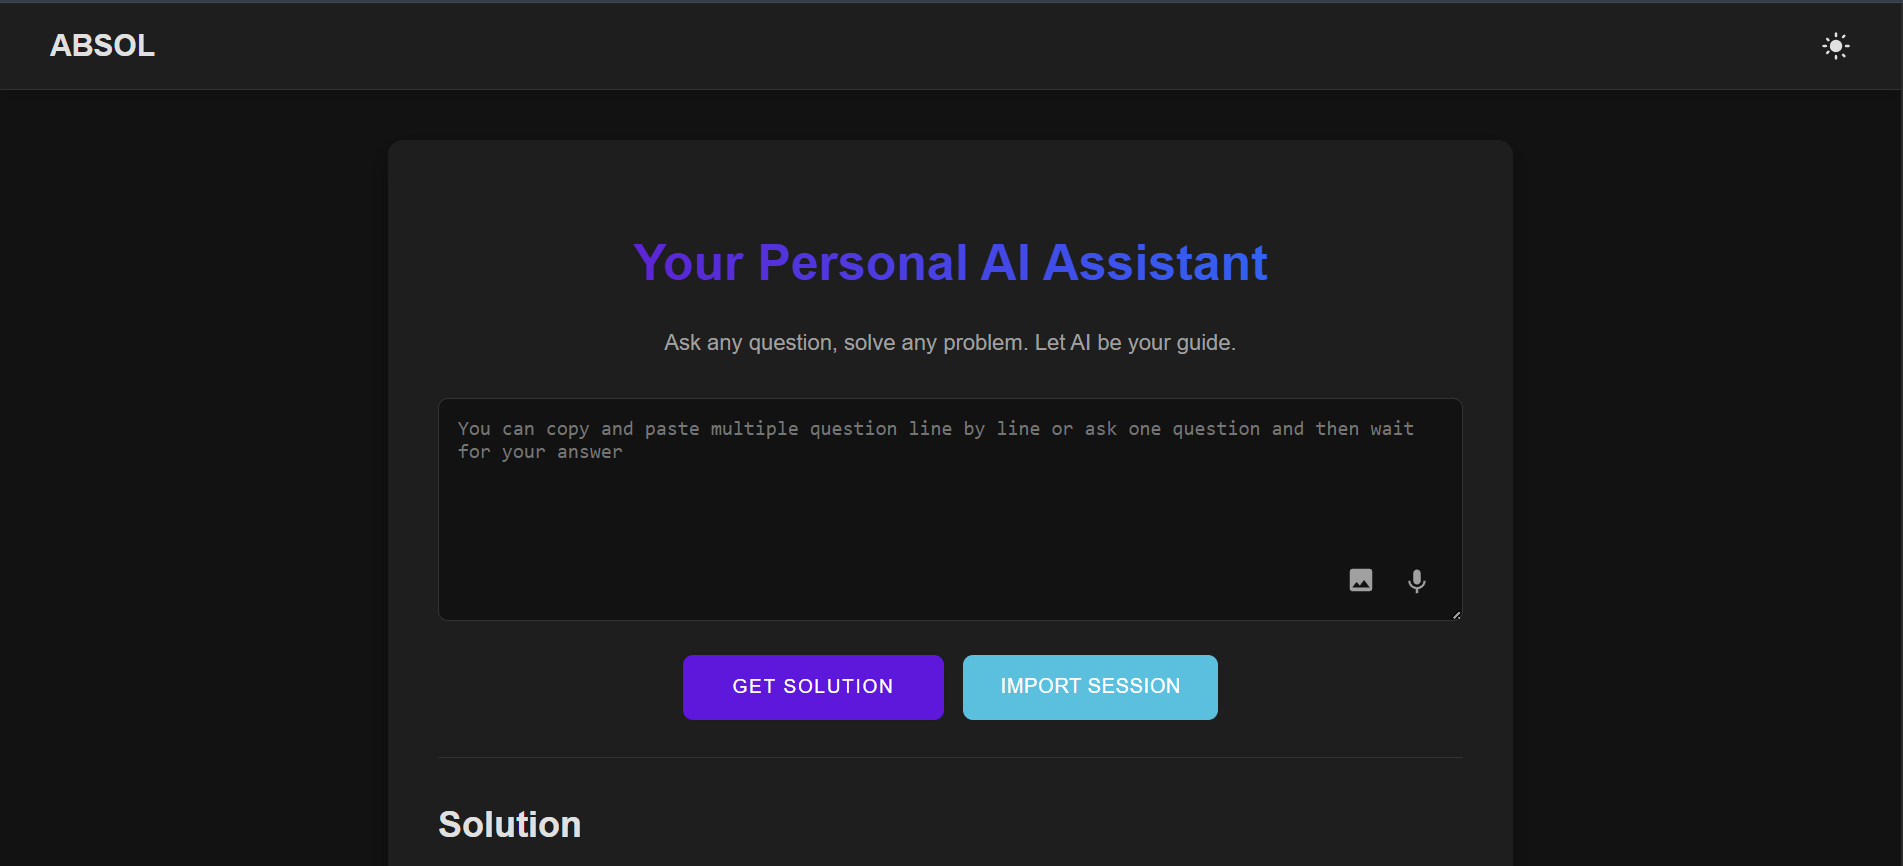 ABSOL
Your Personal AI Assistant
Ask any question, solve any problem. Let AI be your guide.
You can copy and paste multiple question line by line or ask one question and then wait
for your answer
GET SOLUTION
IMPORT SESSION
Solution